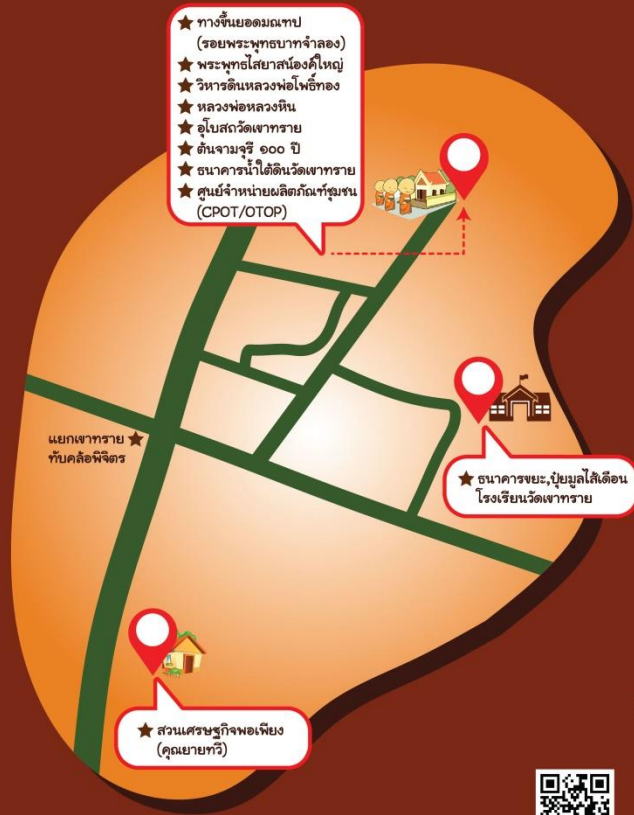 ★ ทางขึ้นยอดมณฑป
(รอยพระพุทธบาทจำลอง)
★ พระพุทธไสยาสน์องค์ใหญ่
★ วิหารดินหลวงพ่อโพธิ์ทอง
★ หลวงพ่อหลวงหิน
★ อุโบสถวัดเขาทราย
★ ต้นจามจุรี ๑๐๐ ปี
★ ธนาคารน้ำใต้ดินวัดเขาทราย
★ ศูนย์จำหน่ายผลิตภัณฑ์ชุมชน
(CPOT/OTOP)
แยกเขาทราย ★
ทับคล้อพิจิตร
★ ธนาคารขยะ,ปุ๋ยมูลไส้เดือน
โรงเรียนวัดเขาทราย
★ สวนเศรษฐกิจพอเพียง
(คุณยายทวี)